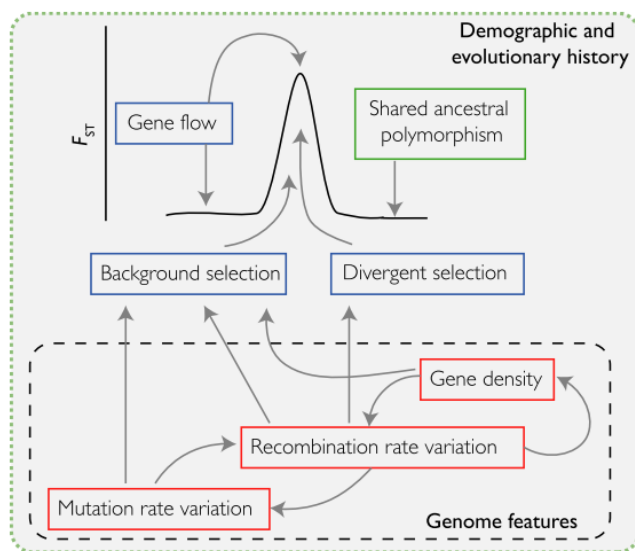 Demographic and
evolutionary history
F_ST
Gene flow
Shared ancestral
polymorphism
Background selection
Divergent selection
Gene density
Recombination rate variation
Mutation rate variation
Genome features